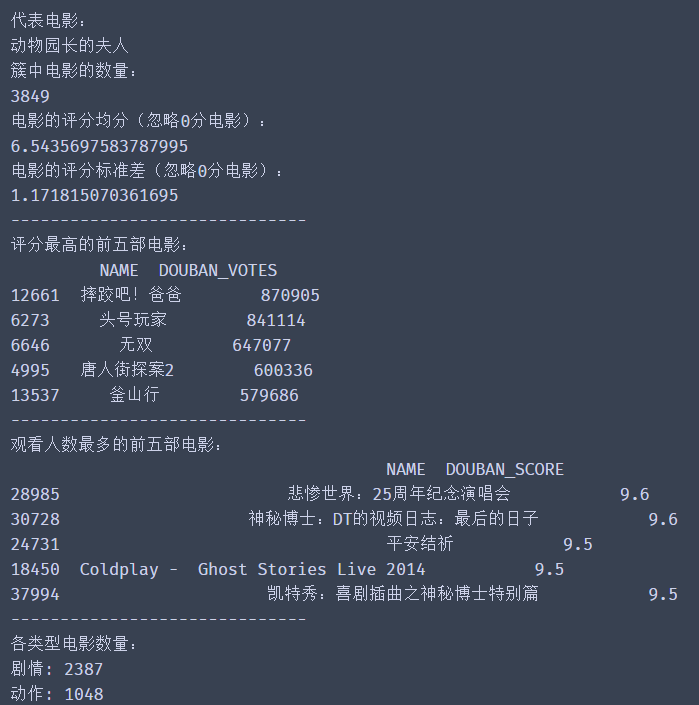 代表电影：
动物园长的夫人
簇中电影的数量：
3849
电影的评分均分（忽略0分电影）：
6.5435697583787995
电影的评分标准差（忽略0分电影）：
1.171815070361695
------------------------------
评分最高的前五部电影：
NAME DOUBAN_VOTES
12661 摔跤吧！爸爸 870905
6273 头号玩家 841114
6646 无双 647077
4995 唐人街探案2 600336
13537 釜山行 579686
------------------------------
观看人数最多的前五部电影：
NAME DOUBAN_SCORE
28985 悲惨世界：25周年纪念演唱会 9.6
30728 神秘博士：DT的视频日志：最后的日子 9.6
24731 平安结祈 9.5
18450 Coldplay - Ghost Stories Live 2014 9.5
37994 凯特秀：喜剧插曲之神秘博士特别篇 9.5
------------------------------
各类型电影数量：
剧情: 2387
动作: 1048